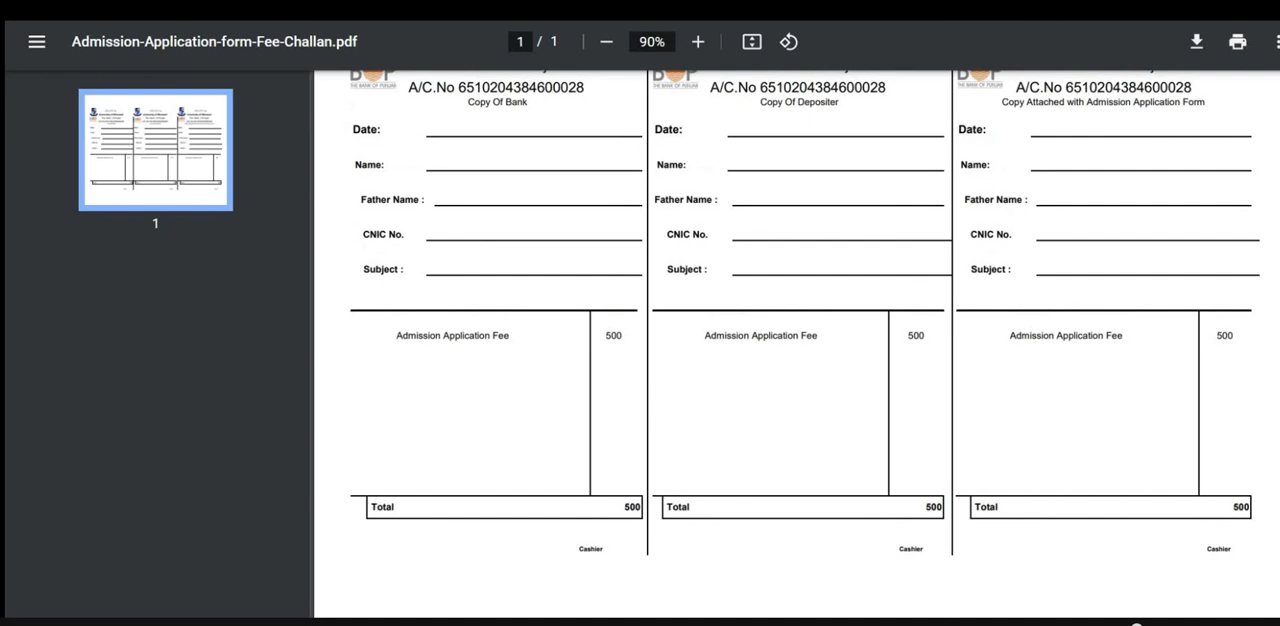 Admission-Application-form-Fee-Challan.pdf
1 / 1
90%
1
THE BANK OF PUNJAB
A/C.No 6510204384600028
Copy Of Bank
Date:
Name:
Father Name :
CNIC No.
Subject :
Admission Application Fee 500
Total 500
Cashier
THE BANK OF PUNJAB
A/C.No 6510204384600028
Copy Of Depositer
Date:
Name:
Father Name :
CNIC No.
Subject :
Admission Application Fee 500
Total 500
Cashier
THE BANK OF PUNJAB
A/C.No 6510204384600028
Copy Attached with Admission Application Form
Date:
Name:
Father Name :
CNIC No.
Subject :
Admission Application Fee 500
Total 500
Cashier